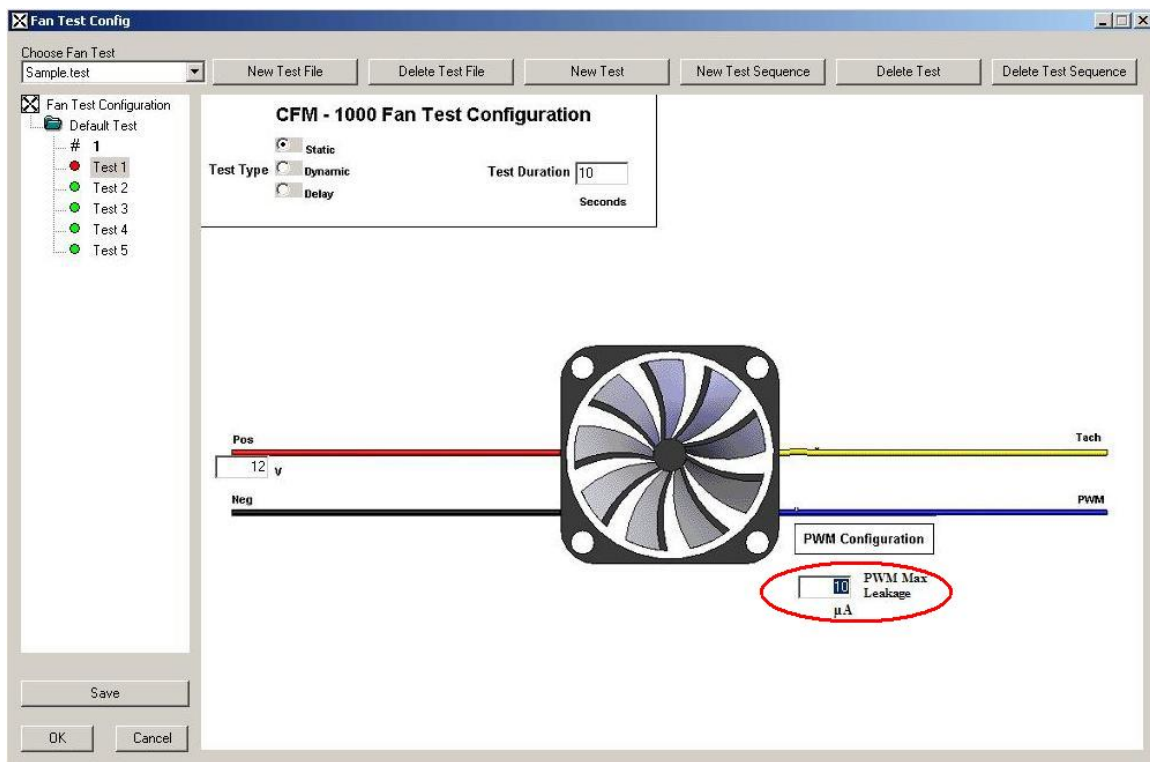 Fan Test Config
Choose Fan Test
Sample.test
New Test File
Delete Test File
New Test
New Test Sequence
Delete Test
Delete Test Sequence
Fan Test Configuration
Default Test
# 1
Test 1
Test 2
Test 3
Test 4
Test 5
CFM - 1000 Fan Test Configuration
Test Type
Static
Dynamic
Delay
Test Duration 10
Seconds
Pos
12 v
Neg
Tach
PWM
PWM Configuration
10 PWM Max
Leakage
µA
Save
OK
Cancel